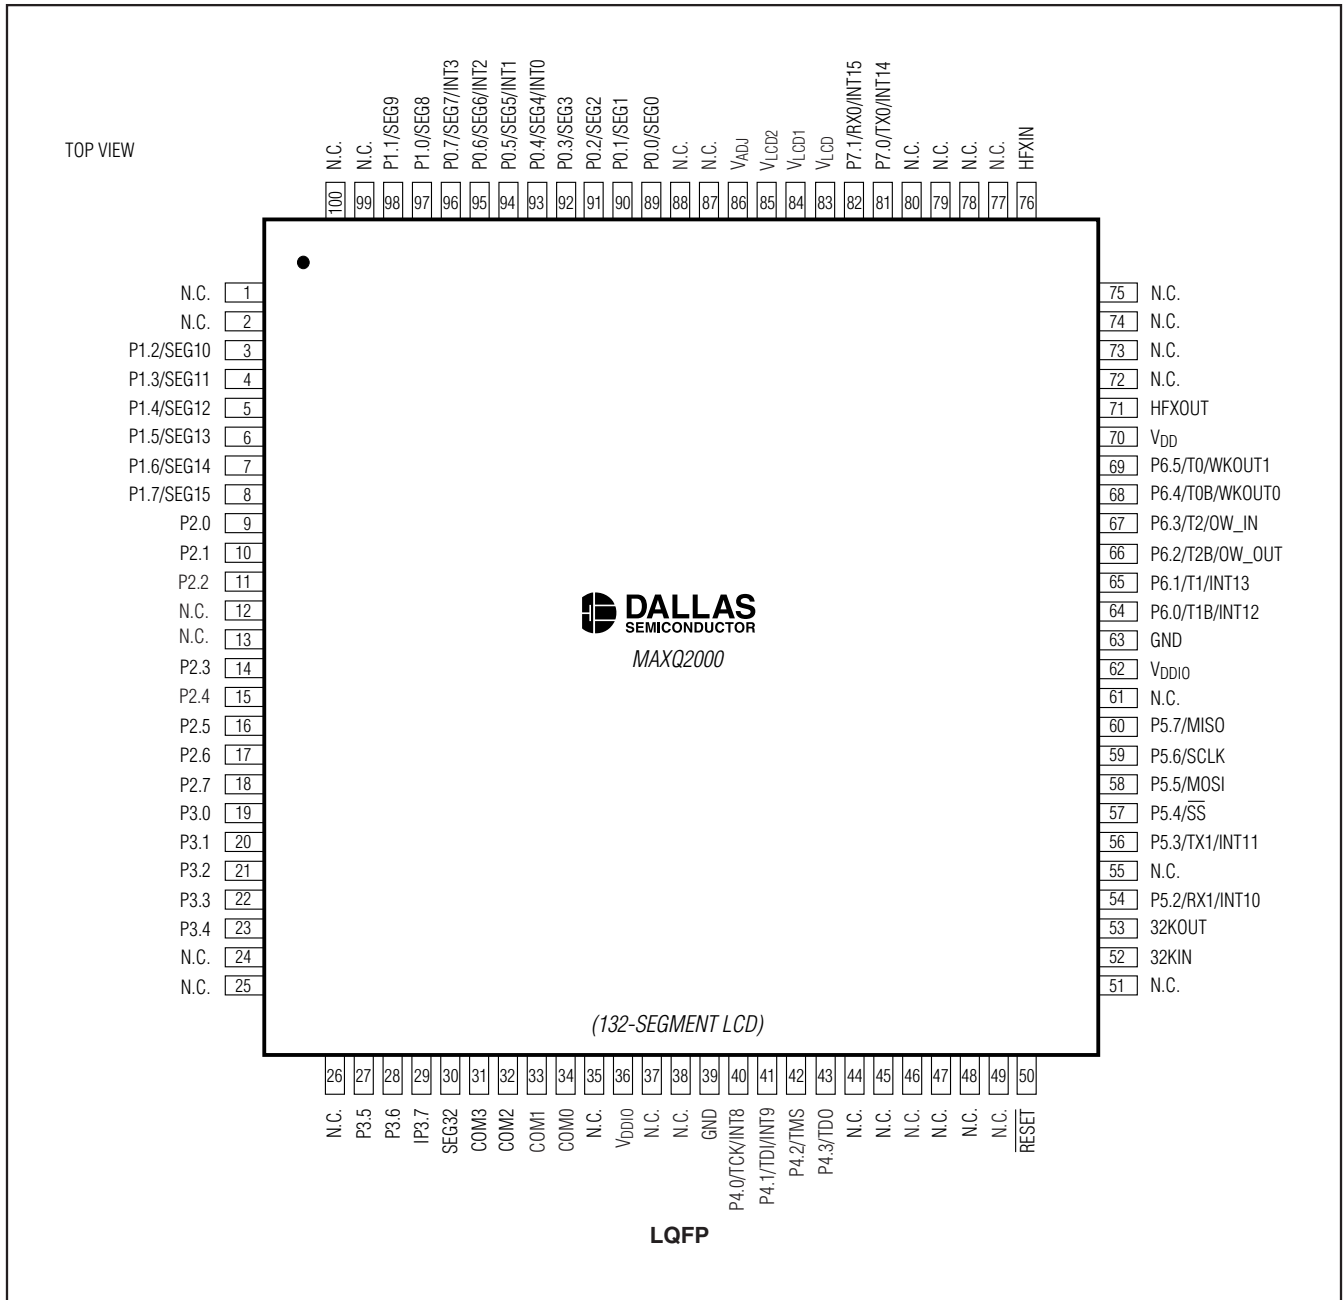 TOP VIEW
N.C.
N.C.
P1.1/SEG9
P1.0/SEG8
P0.7/SEG7/INT3
P0.6/SEG6/INT2
P0.5/SEG5/INT1
P0.4/SEG4/INT0
P0.3/SEG3
P0.2/SEG2
P0.1/SEG1
P0.0/SEG0
N.C.
N.C.
VADJ
VLCD2
VLCD1
VLCD
P7.1/RX0/INT15
P7.0/TX0/INT14
N.C.
N.C.
N.C.
N.C.
HFXIN
100 99 98 97 96 95 94 93 92 91 90 89 88 87 86 85 84 83 82 81 80 79 78 77 76
N.C. 1
N.C. 2
P1.2/SEG10 3
P1.3/SEG11 4
P1.4/SEG12 5
P1.5/SEG13 6
P1.6/SEG14 7
P1.7/SEG15 8
P2.0 9
P2.1 10
P2.2 11
N.C. 12
N.C. 13
P2.3 14
P2.4 15
P2.5 16
P2.6 17
P2.7 18
P3.0 19
P3.1 20
P3.2 21
P3.3 22
P3.4 23
N.C. 24
N.C. 25
DALLAS
SEMICONDUCTOR
MAXQ2000
(132-SEGMENT LCD)
75 N.C.
74 N.C.
73 N.C.
72 N.C.
71 HFXOUT
70 VDD
69 P6.5/T0/WKOUT1
68 P6.4/T0B/WKOUT0
67 P6.3/T2/OW_IN
66 P6.2/T2B/OW_OUT
65 P6.1/T1/INT13
64 P6.0/T1B/INT12
63 GND
62 VDDIO
61 N.C.
60 P5.7/MISO
59 P5.6/SCLK
58 P5.5/MOSI
57 P5.4/S̅S̅
56 P5.3/TX1/INT11
55 N.C.
54 P5.2/RX1/INT10
53 32KOUT
52 32KIN
51 N.C.
26 27 28 29 30 31 32 33 34 35 36 37 38 39 40 41 42 43 44 45 46 47 48 49 50
N.C.
P3.5
P3.6
IP3.7
SEG32
COM3
COM2
COM1
COM0
N.C.
VDDIO
N.C.
N.C.
GND
P4.0/TCK/INT8
P4.1/TDI/INT9
P4.2/TMS
P4.3/TDO
N.C.
N.C.
N.C.
N.C.
N.C.
N.C.
R̅E̅S̅E̅T̅
LQFP